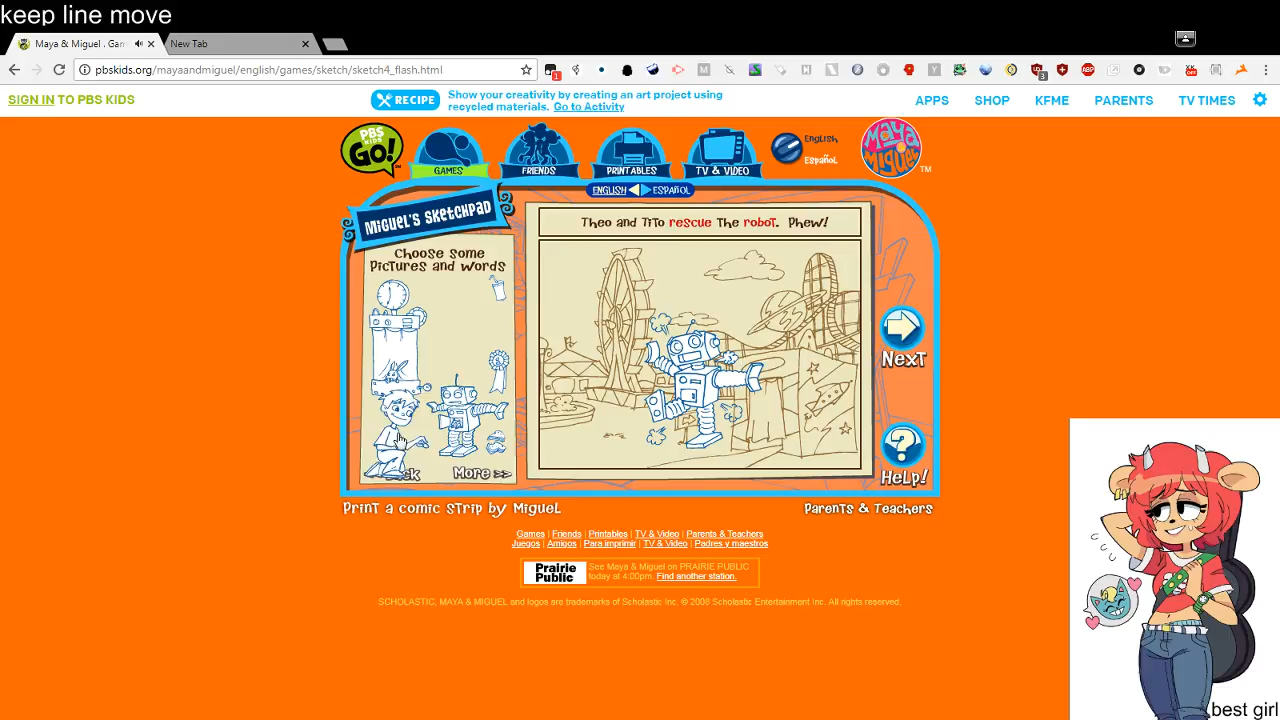 keep line move
Maya & Miguel . Gam
New Tab
pbskids.org/mayaandmiguel/english/games/sketch/sketch4_flash.html
SIGN IN TO PBS KIDS
RECIPE
Show your creativity by creating an art project using
recycled materials. Go to Activity
APPS SHOP KFME PARENTS TV TIMES
PBS KIDS GO!
GAMES FRIENDS PRINTABLES TV & VIDEO
English
Español
MAYA & MIGUEL TM
ENGLISH ESPAÑOL
Miguel's Sketchpad
Choose some
Pictures and words
Theo and Tito rescue the robot. Phew!
Next
More >>
Help!
Print a comic strip by Miguel
Parents & Teachers
Games | Friends | Printables | TV & Video | Parents & Teachers
Juegos | Amigos | Para imprimir | TV & Video | Padres y maestros
Prairie
Public
See Maya & Miguel on PRAIRIE PUBLIC
today at 4:00pm. Find another station.
SCHOLASTIC, MAYA & MIGUEL and logos are trademarks of Scholastic Inc. © 2008 Scholastic Entertainment Inc. All rights reserved.
best girl